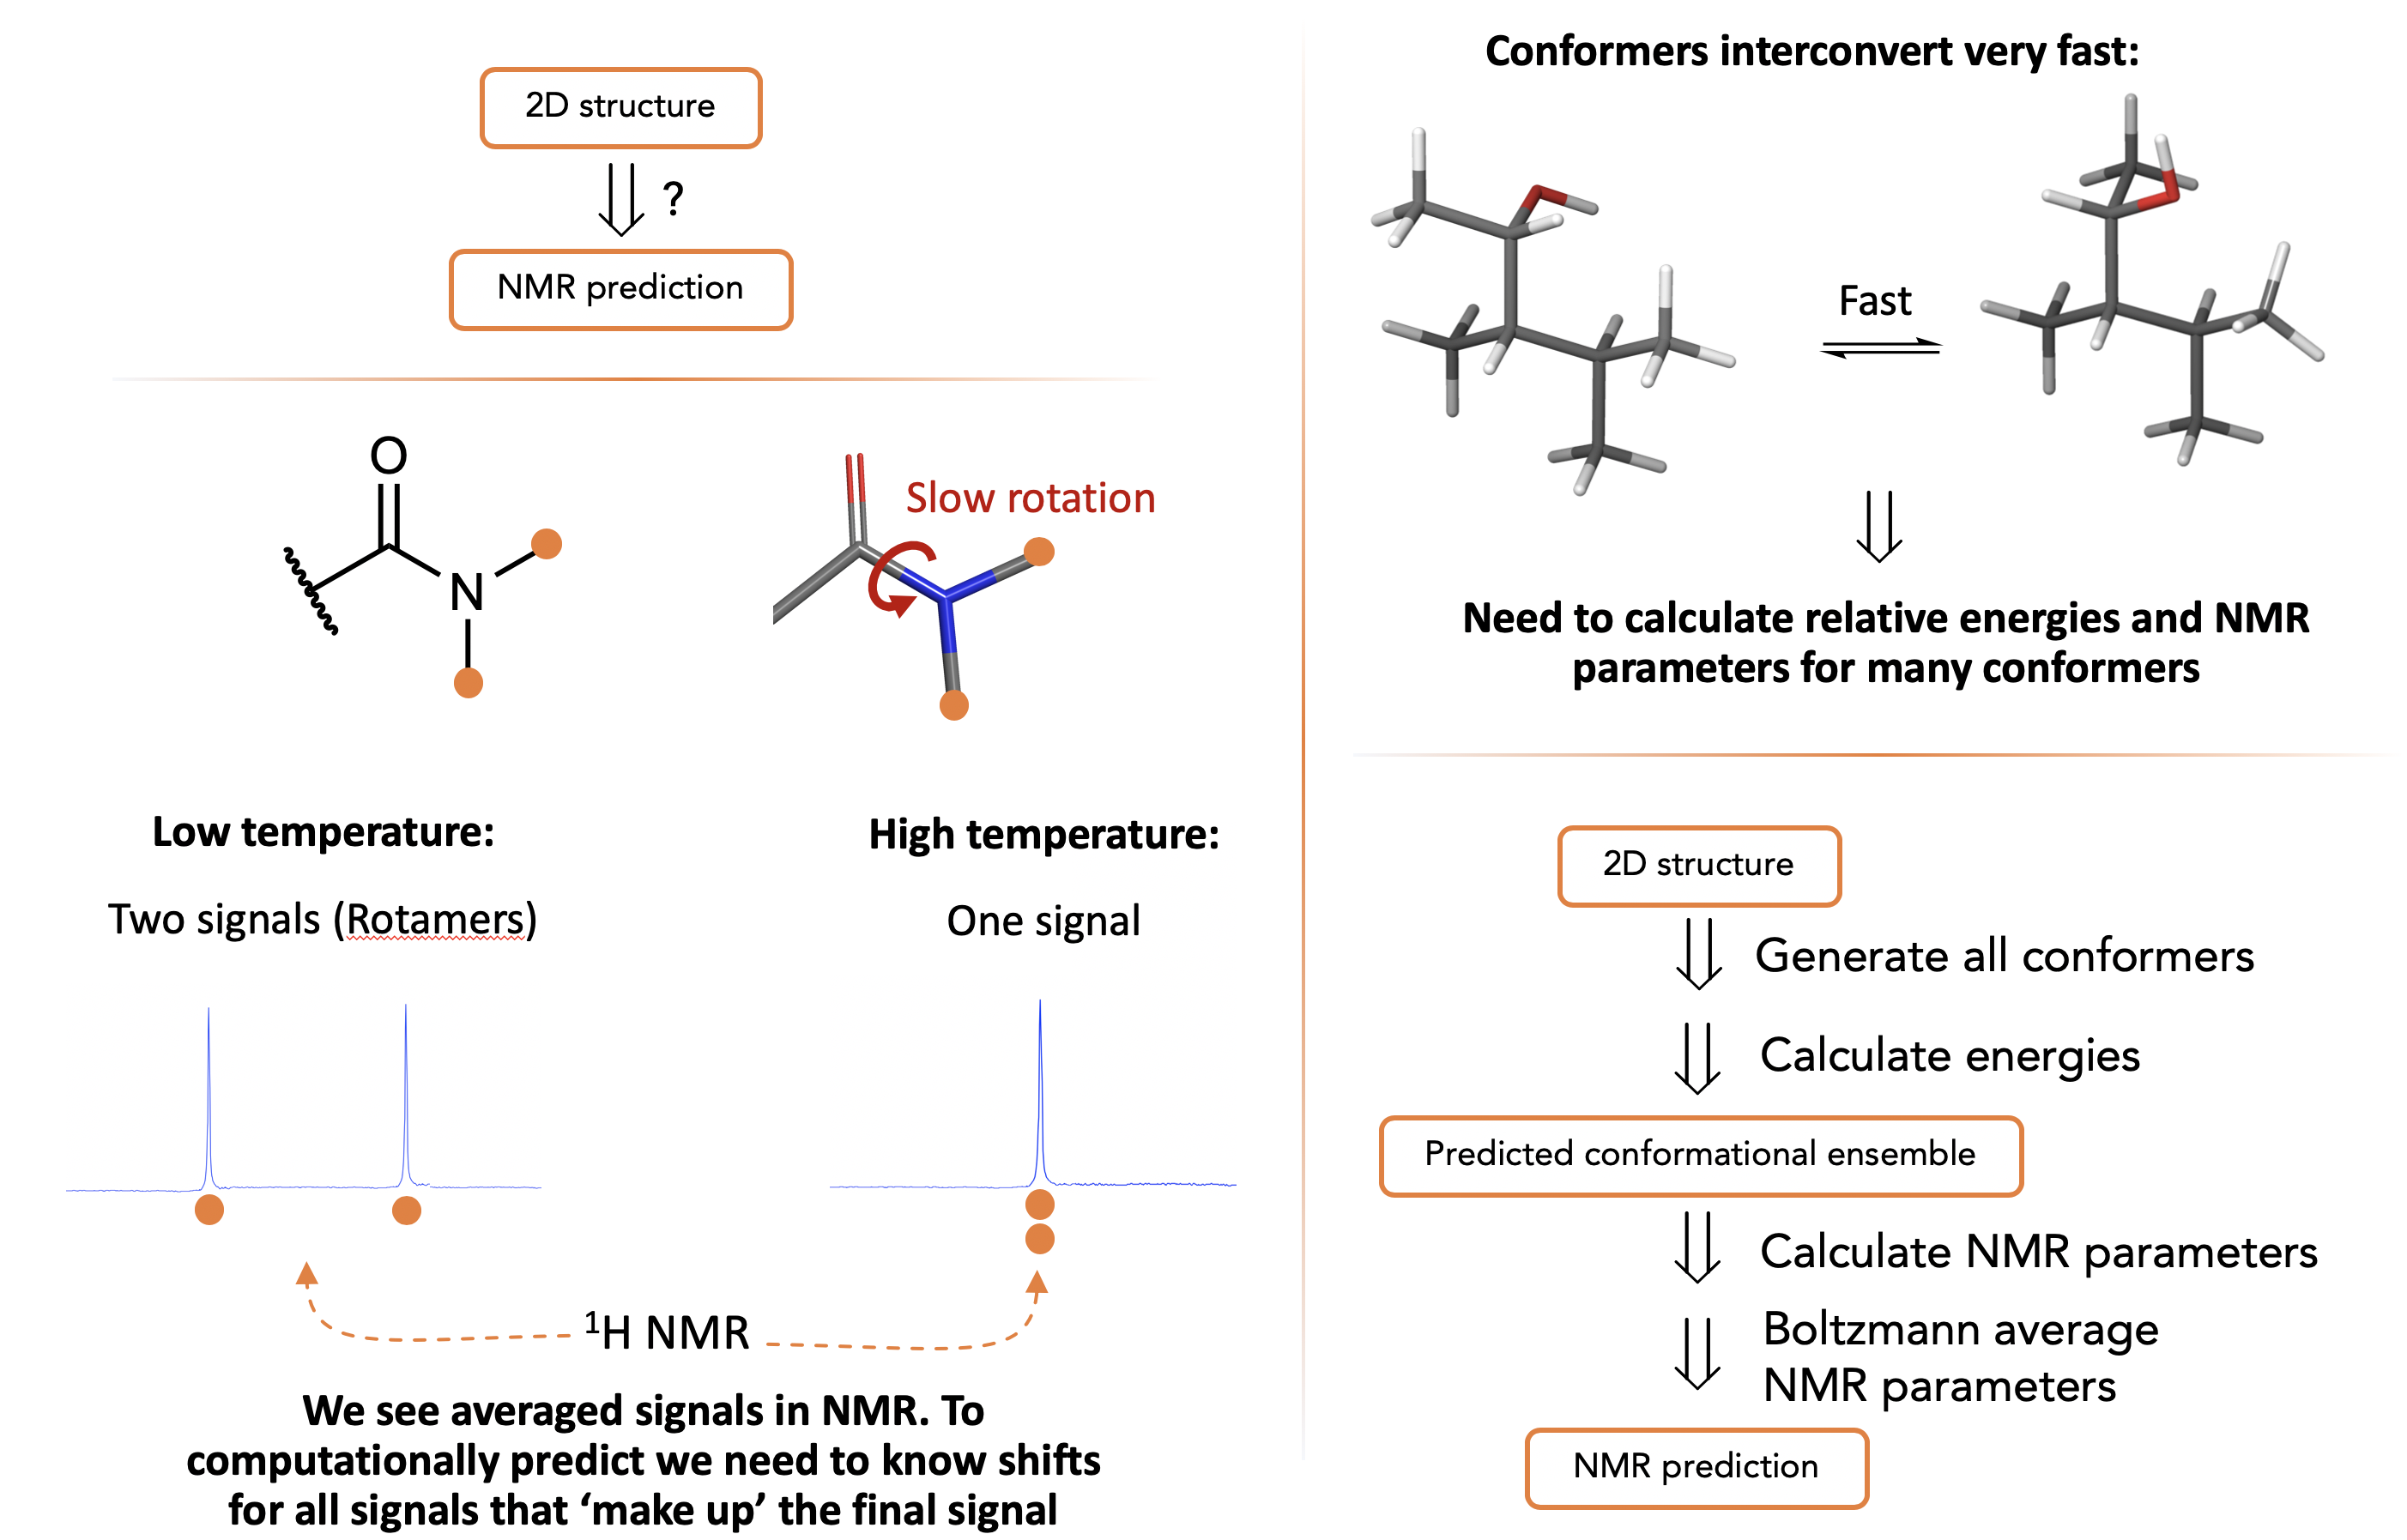 2D structure
?
NMR prediction
O
N
Slow rotation
Low temperature:
Two signals (Rotamers)
High temperature:
One signal
¹H NMR
We see averaged signals in NMR. To
computationally predict we need to know shifts
for all signals that ‘make up’ the final signal
Conformers interconvert very fast:
Fast
Need to calculate relative energies and NMR
parameters for many conformers
2D structure
Generate all conformers
Calculate energies
Predicted conformational ensemble
Calculate NMR parameters
Boltzmann average
NMR parameters
NMR prediction